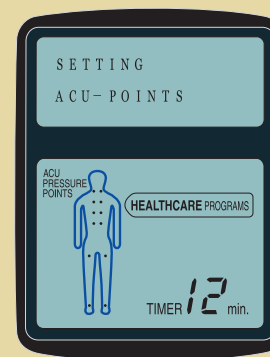 SETTING
ACU-POINTS
ACU
PRESSURE
POINTS
HEALTHCARE PROGRAMS
TIMER 12 min.